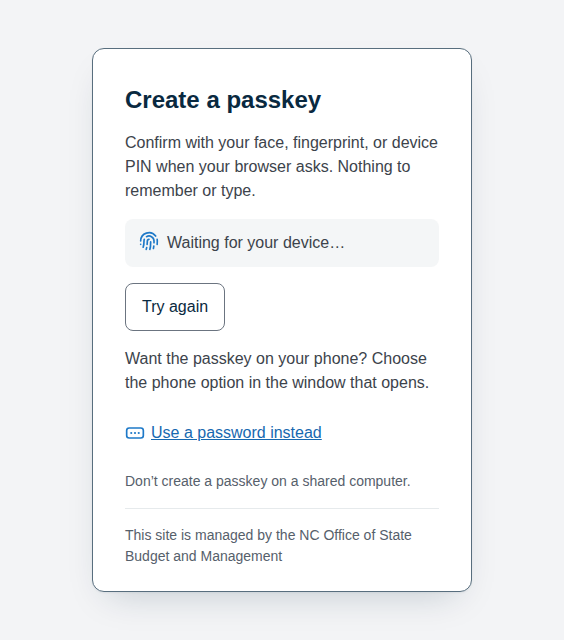 Create a passkey
Confirm with your face, fingerprint, or device
PIN when your browser asks. Nothing to
remember or type.
Waiting for your device…
Try again
Want the passkey on your phone? Choose
the phone option in the window that opens.
Use a password instead
Don’t create a passkey on a shared computer.
This site is managed by the NC Office of State
Budget and Management